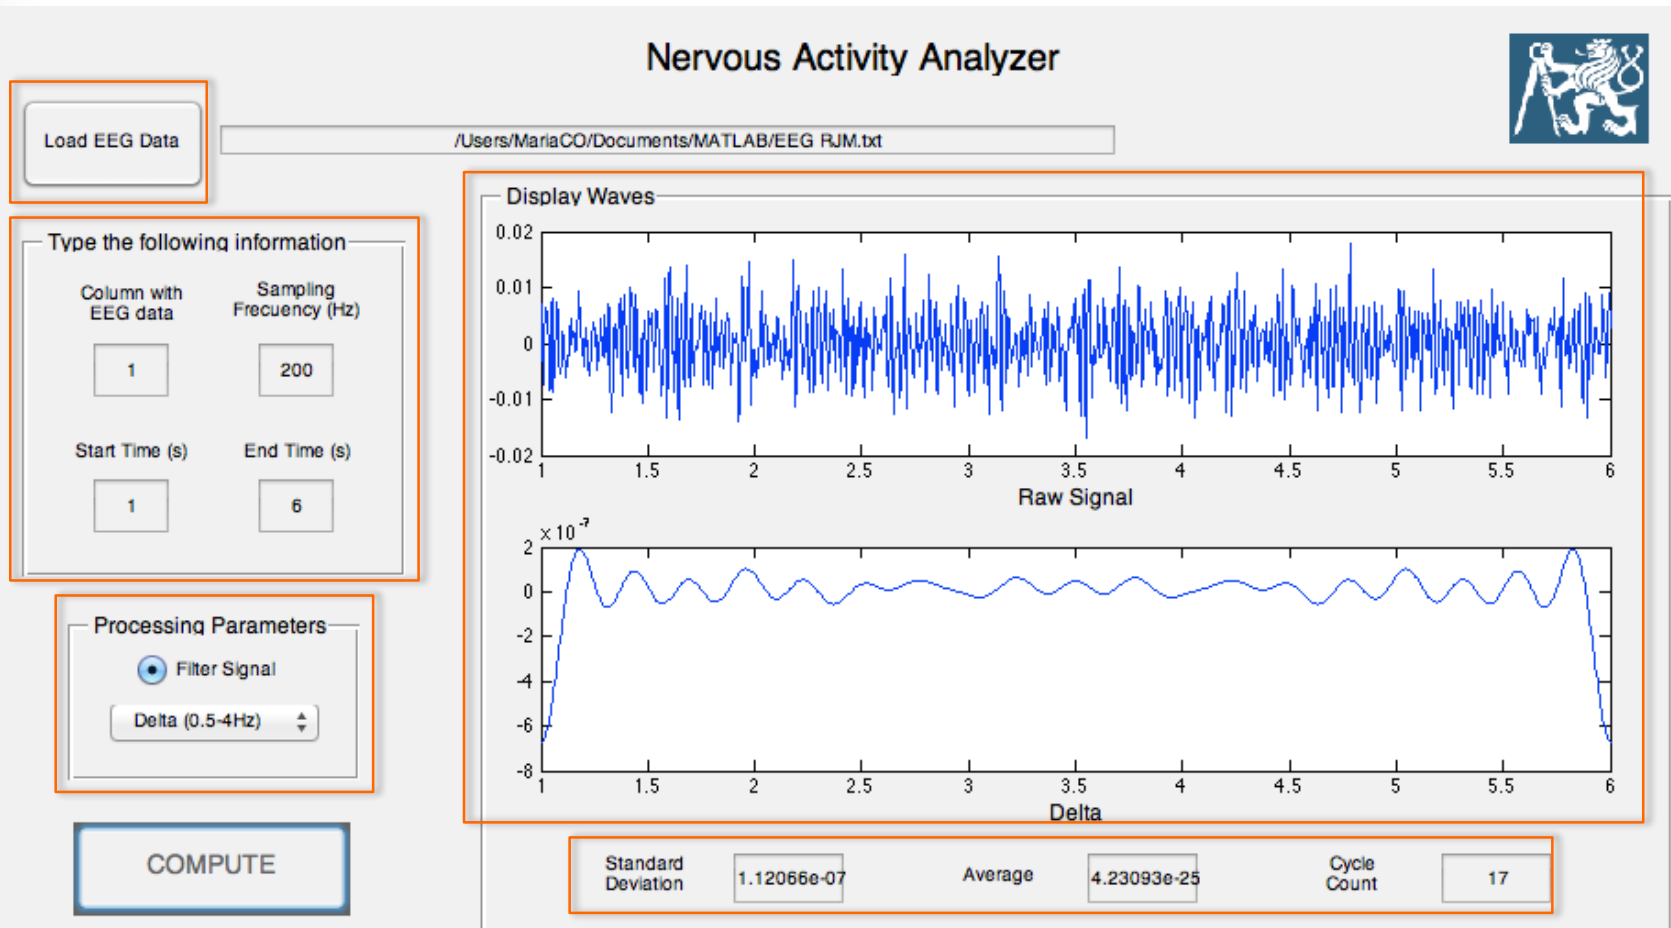 Nervous Activity Analyzer
Load EEG Data
/Users/MariaCO/Documents/MATLAB/EEG RJM.txt
Type the following information
Column with
EEG data
Sampling
Frecuency (Hz)
1
200
Start Time (s)
End Time (s)
1
6
Processing Parameters
Filter Signal
Delta (0.5-4Hz)
COMPUTE
Display Waves
0.02
0.01
0
-0.01
-0.02
1 1.5 2 2.5 3 3.5 4 4.5 5 5.5 6
Raw Signal
x 10⁻⁷
2
0
-2
-4
-6
-8
1 1.5 2 2.5 3 3.5 4 4.5 5 5.5 6
Delta
Standard
Deviation
1.12066e-07
Average
4.23093e-25
Cycle
Count
17